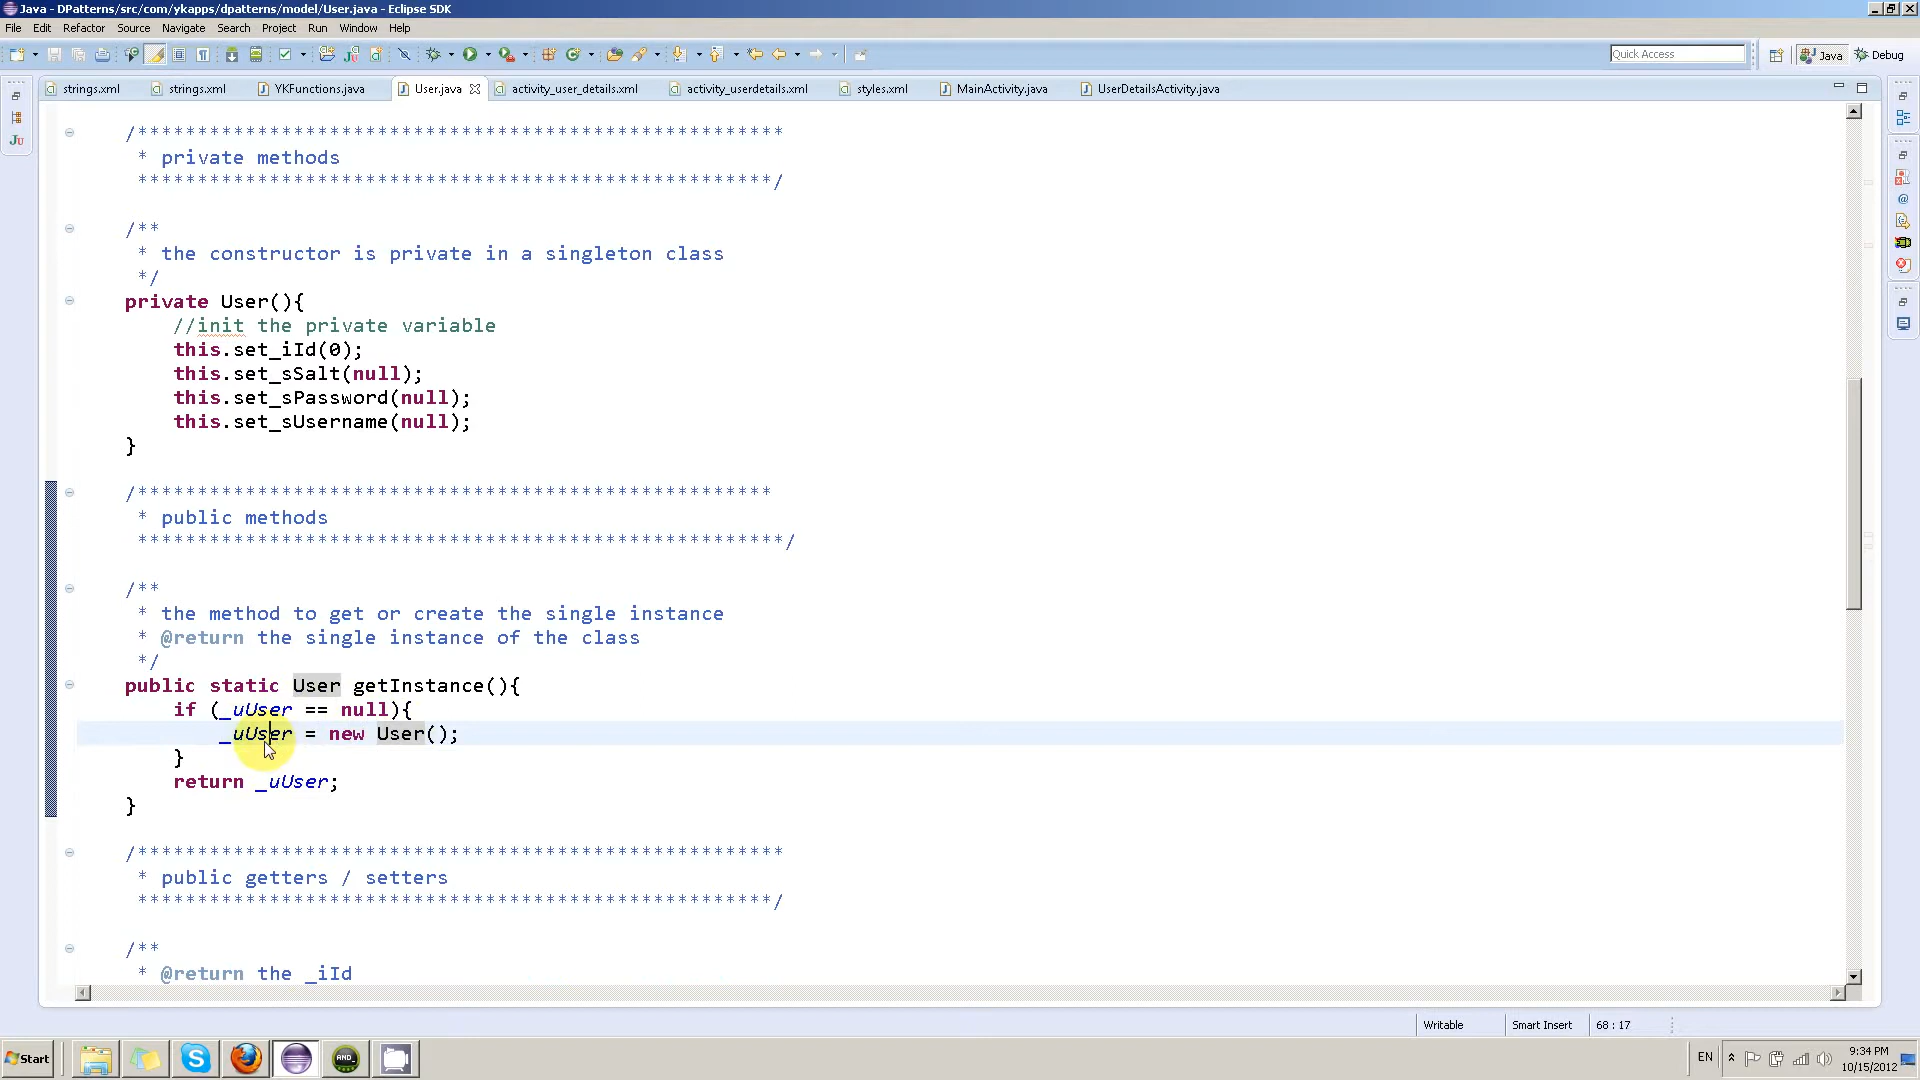 Java - DPatterns/src/com/ykapps/dpatterns/model/User.java - Eclipse SDK
File Edit Refactor Source Navigate Search Project Run Window Help
Quick Access
Java
Debug
strings.xml
strings.xml
YKFunctions.java
User.java
activity_user_details.xml
activity_userdetails.xml
styles.xml
MainActivity.java
UserDetailsActivity.java
/******************************************************
* private methods
*****************************************************/
/**
* the constructor is private in a singleton class
*/
private User(){
//init the private variable
this.set_iId(0);
this.set_sSalt(null);
this.set_sPassword(null);
this.set_sUsername(null);
}
/*****************************************************
* public methods
******************************************************/
/**
* the method to get or create the single instance
* @return the single instance of the class
*/
public static User getInstance(){
if (_uUser == null){
_uUser = new User();
}
return _uUser;
}
/******************************************************
* public getters / setters
*****************************************************/
/**
* @return the _iId
Writable
Smart Insert
68 : 17
Start
EN
9:34 PM
10/15/2012